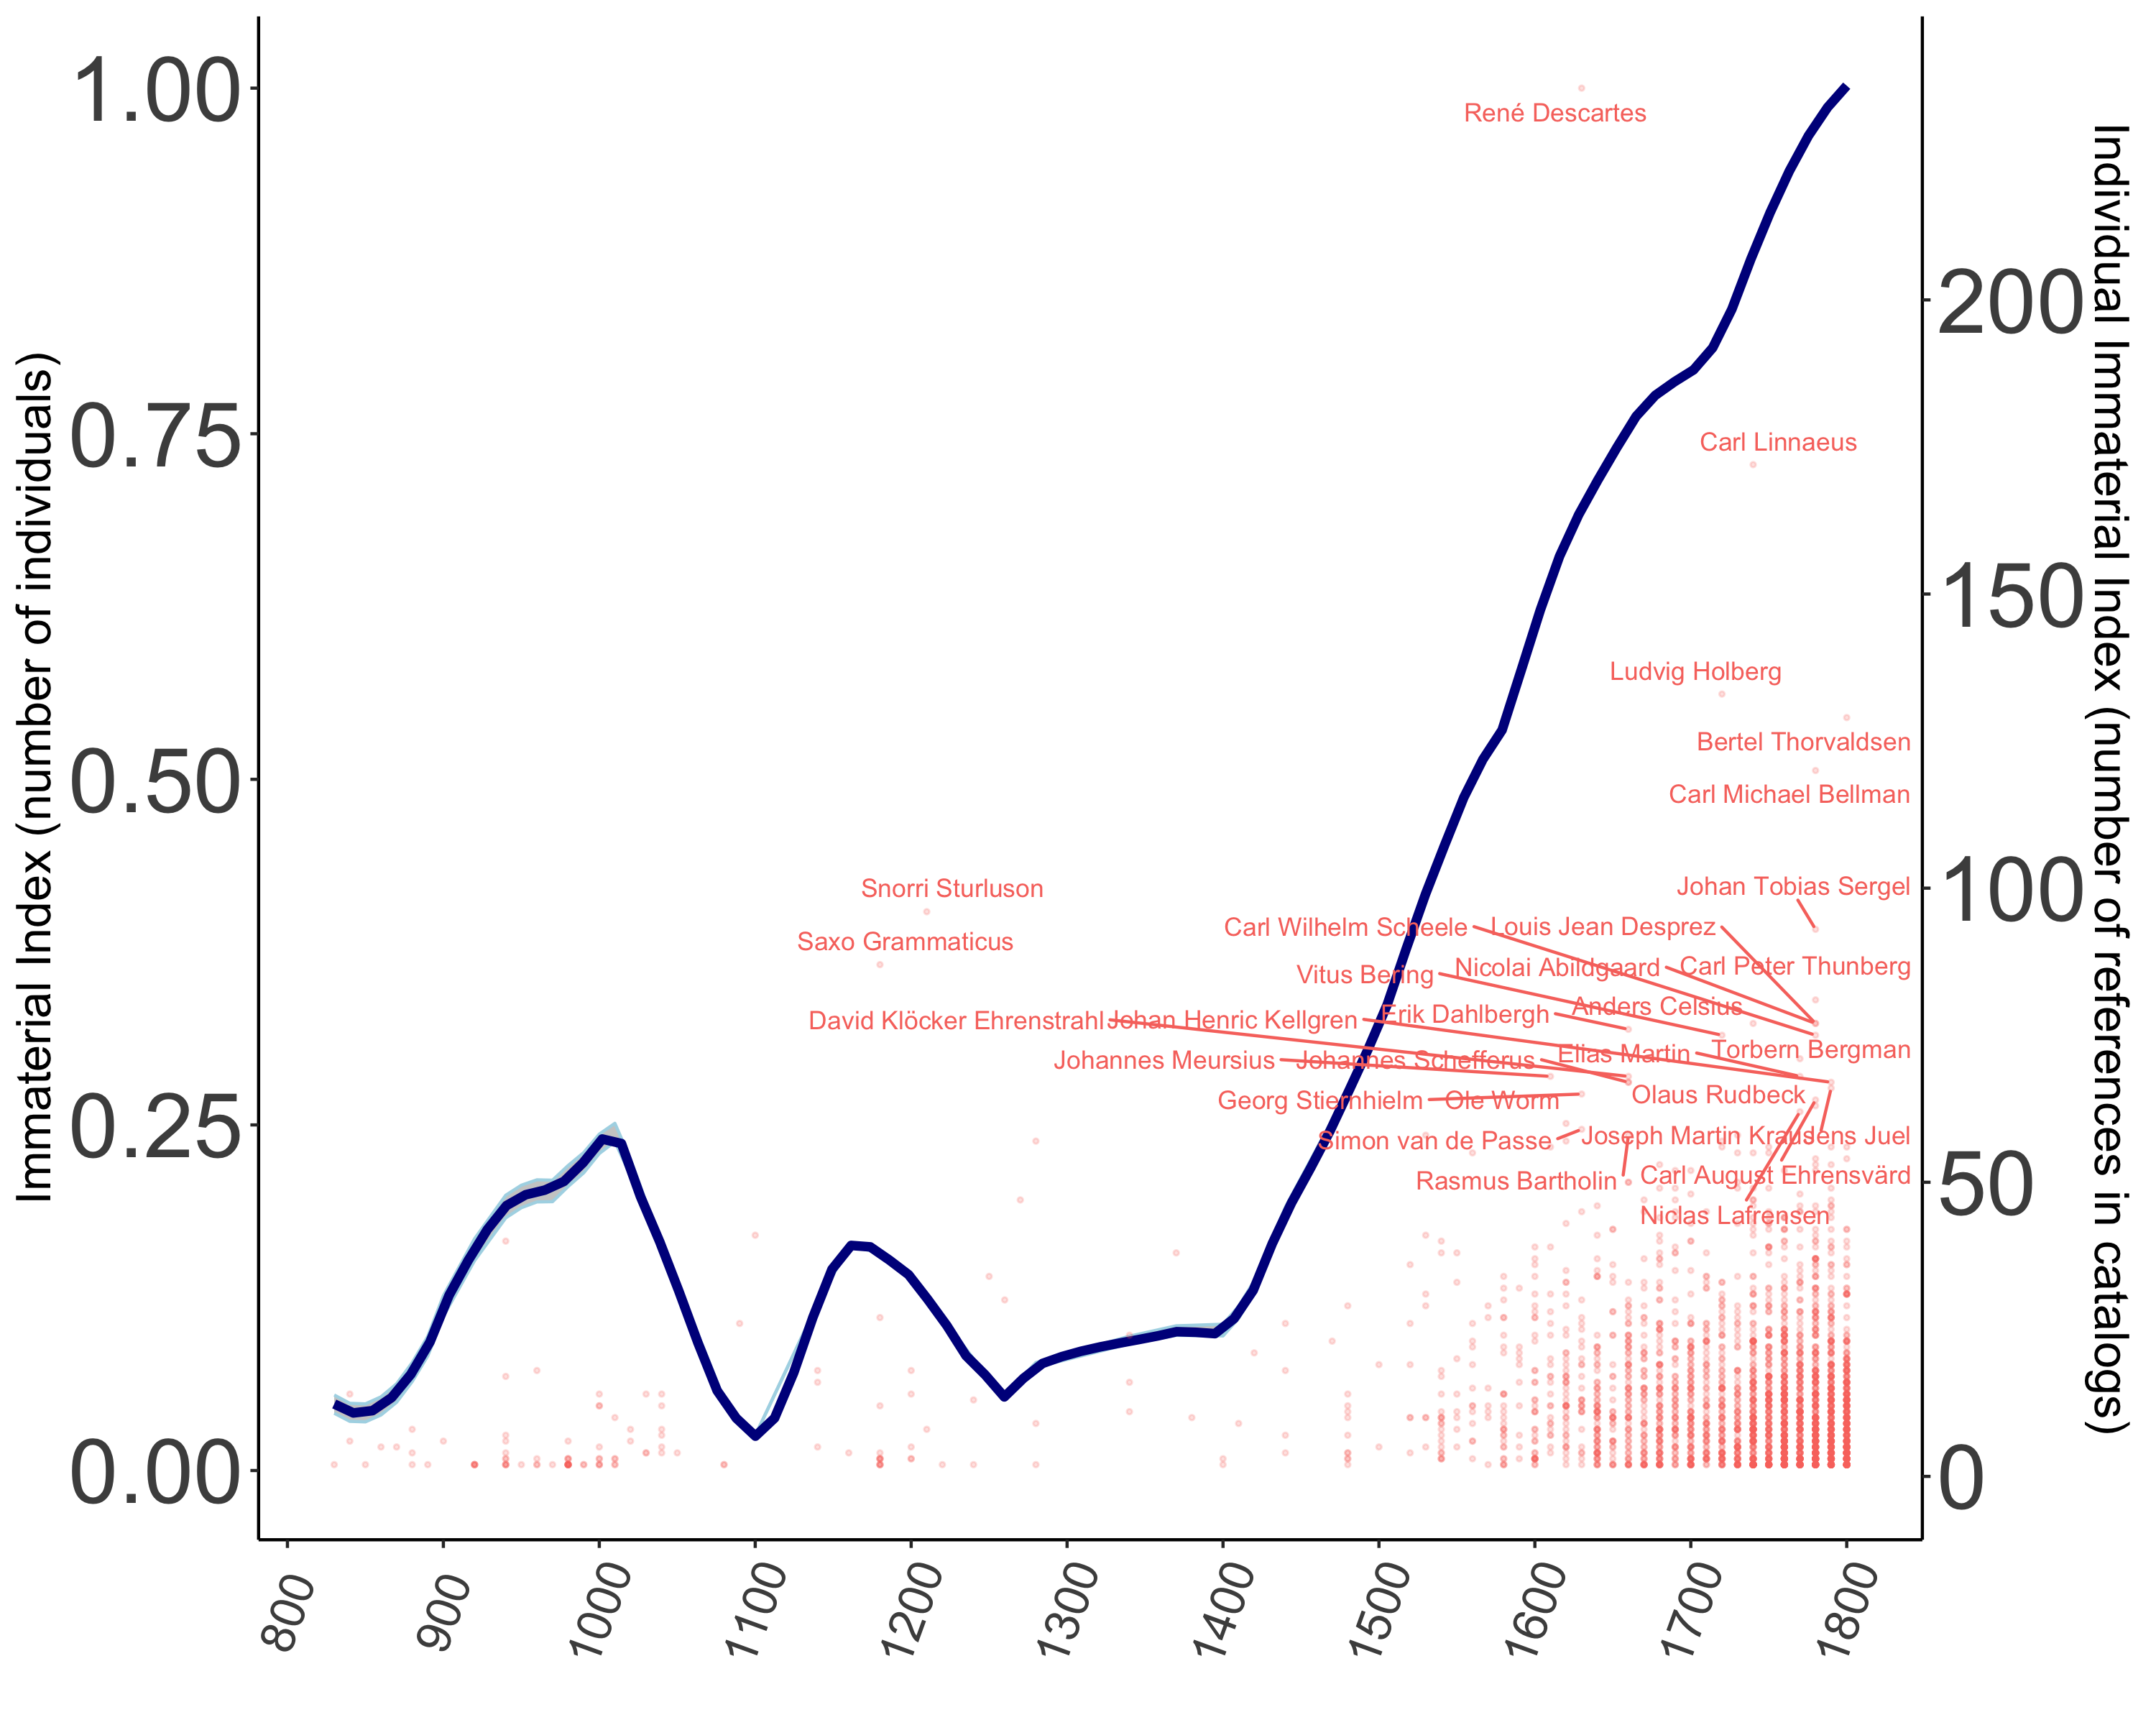 1.00
0.75
0.50
0.25
0.00
Immaterial Index (number of individuals)
René Descartes
Carl Linnaeus
Ludvig Holberg
Bertel Thorvaldsen
Carl Michael Bellman
Snorri Sturluson
Johan Tobias Sergel
Saxo Grammaticus
Carl Wilhelm Scheele
Louis Jean Desprez
Vitus Bering
Nicolai Abildgaard
Carl Peter Thunberg
Anders Celsius
David Klöcker Ehrenstrahl
Johan Henric Kellgren
Erik Dahlbergh
Johannes Meursius
Johannes Schefferus
Elias Martin
Torbern Bergman
Georg Stiernhielm
Ole Worm
Olaus Rudbeck
Simon van de Passe
Joseph Martin Kraus
Jens Juel
Rasmus Bartholin
Carl August Ehrensvärd
Niclas Lafrensen
200
150
100
50
0
Individual Immaterial Index (number of references in catalogs)
800
900
1000
1100
1200
1300
1400
1500
1600
1700
1800